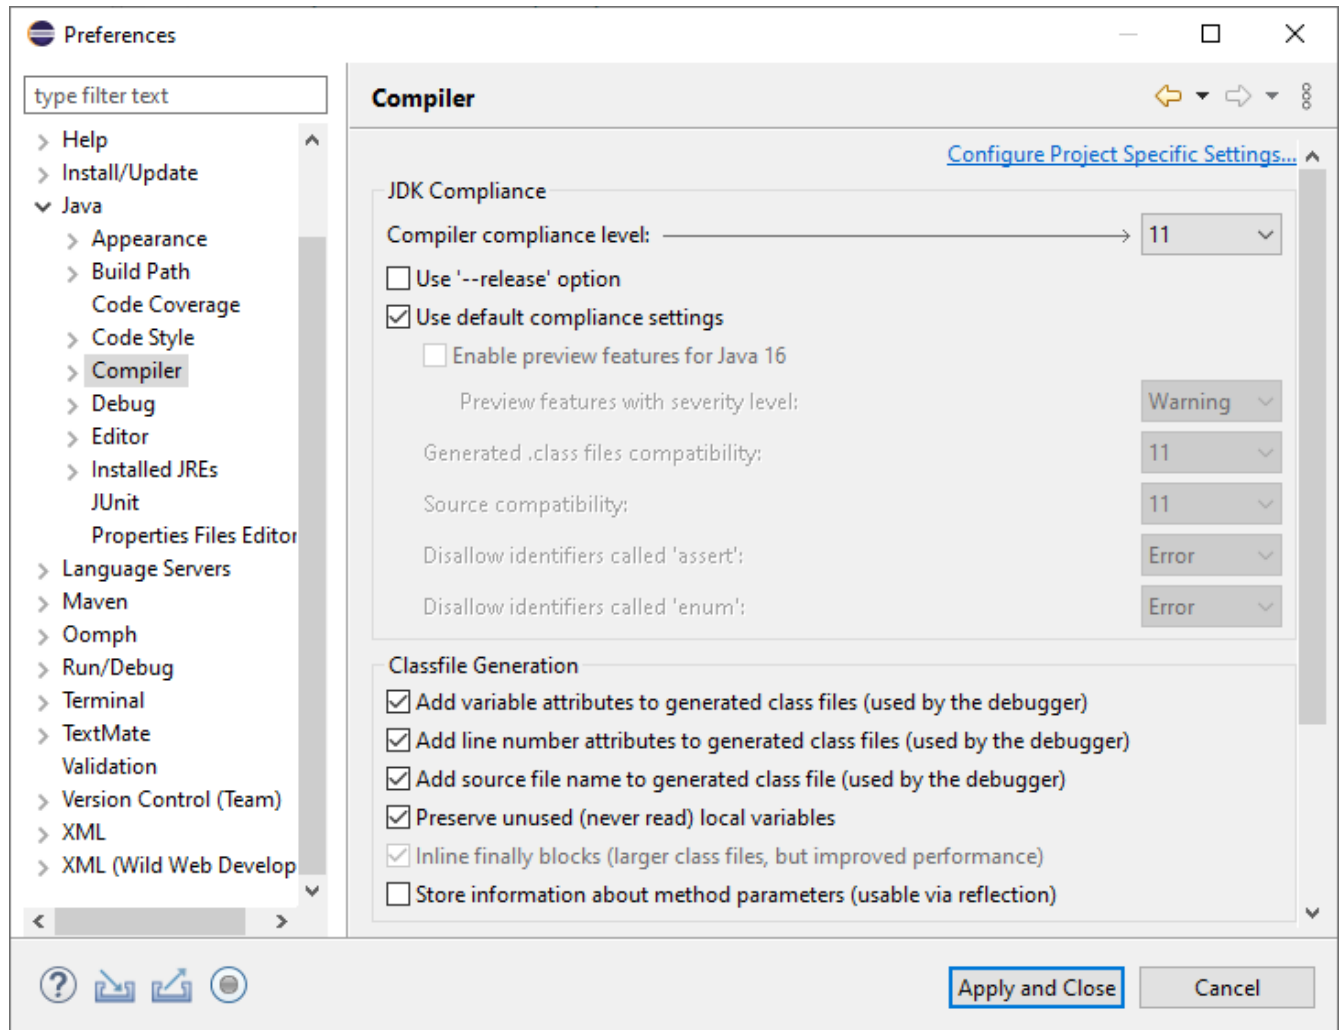 Preferences
type filter text
Help
Install/Update
Java
Appearance
Build Path
Code Coverage
Code Style
Compiler
Debug
Editor
Installed JREs
JUnit
Properties Files Editor
Language Servers
Maven
Oomph
Run/Debug
Terminal
TextMate
Validation
Version Control (Team)
XML
XML (Wild Web Develop
Compiler
Configure Project Specific Settings...
JDK Compliance
Compiler compliance level: 11
Use '--release' option
Use default compliance settings
Enable preview features for Java 16
Preview features with severity level: Warning
Generated .class files compatibility: 11
Source compatibility: 11
Disallow identifiers called 'assert': Error
Disallow identifiers called 'enum': Error
Classfile Generation
Add variable attributes to generated class files (used by the debugger)
Add line number attributes to generated class files (used by the debugger)
Add source file name to generated class file (used by the debugger)
Preserve unused (never read) local variables
Inline finally blocks (larger class files, but improved performance)
Store information about method parameters (usable via reflection)
Apply and Close Cancel